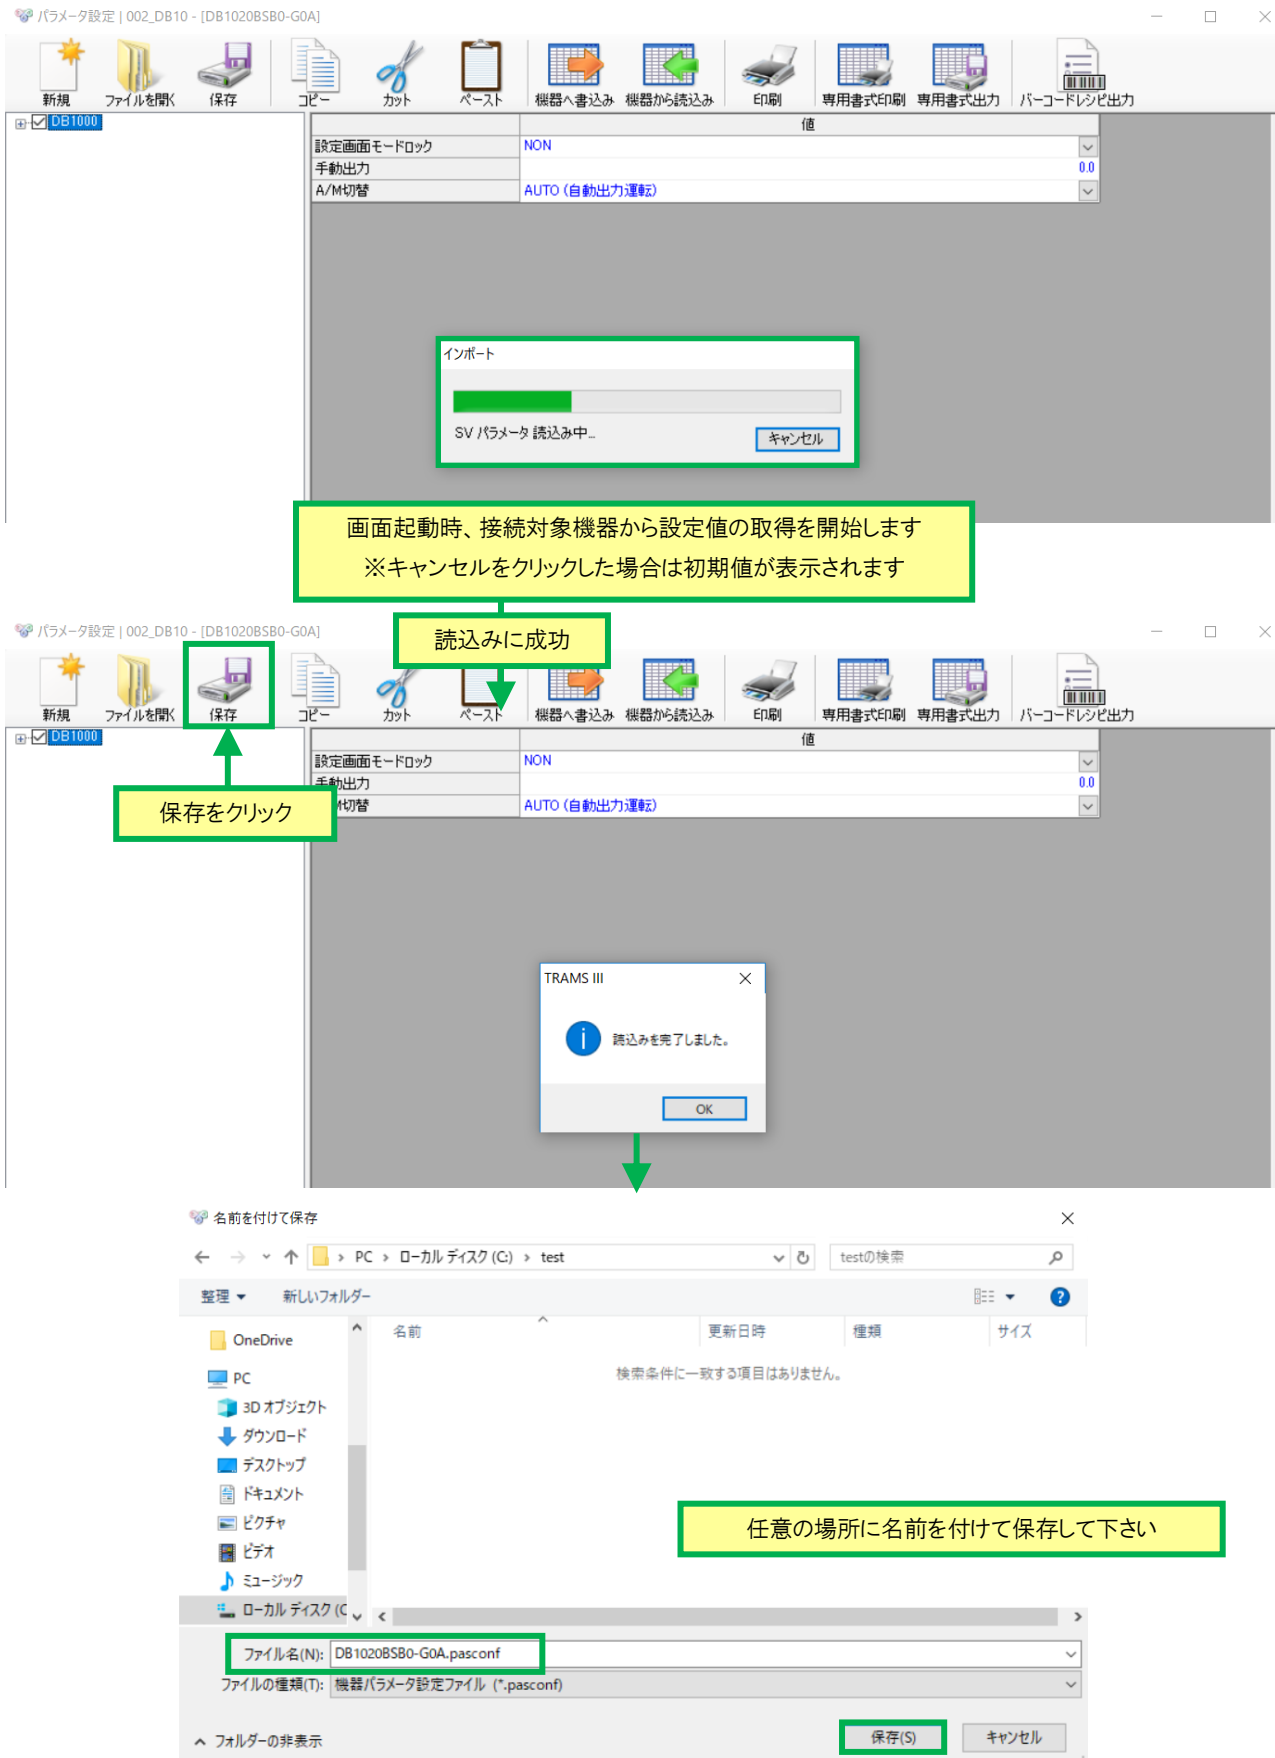 パラメータ設定 | 002_DB10 - [DB1020BSB0-G0A]
新規 ファイルを開く 保存 コピー カット ペースト 機器へ書込み 機器から読込み 印刷 専用書式印刷 専用書式出力 バーコードレシピ出力
DB1000
値
設定画面モードロック NON
手動出力 0.0
A/M切替 AUTO (自動出力運転)
インポート
SV パラメータ 読込み中...
キャンセル
画面起動時、接続対象機器から設定値の取得を開始します
※キャンセルをクリックした場合は初期値が表示されます
パラメータ設定 | 002_DB10 - [DB1020BSB0-G0A]
読込みに成功
新規 ファイルを開く 保存 コピー カット ペースト 機器へ書込み 機器から読込み 印刷 専用書式印刷 専用書式出力 バーコードレシピ出力
DB1000
値
設定画面モードロック NON
手動出力 0.0
M切替 AUTO (自動出力運転)
保存をクリック
TRAMS III
読込みを完了しました。
OK
名前を付けて保存
PC › ローカル ディスク (C:) › test
testの検索
整理 新しいフォルダー
名前 更新日時 種類 サイズ
検索条件に一致する項目はありません。
OneDrive
PC
3D オブジェクト
ダウンロード
デスクトップ
ドキュメント
ピクチャ
ビデオ
ミュージック
ローカル ディスク (C
任意の場所に名前を付けて保存して下さい
ファイル名(N): DB1020BSB0-G0A.pasconf
ファイルの種類(T): 機器パラメータ設定ファイル (*.pasconf)
フォルダーの非表示
保存(S) キャンセル